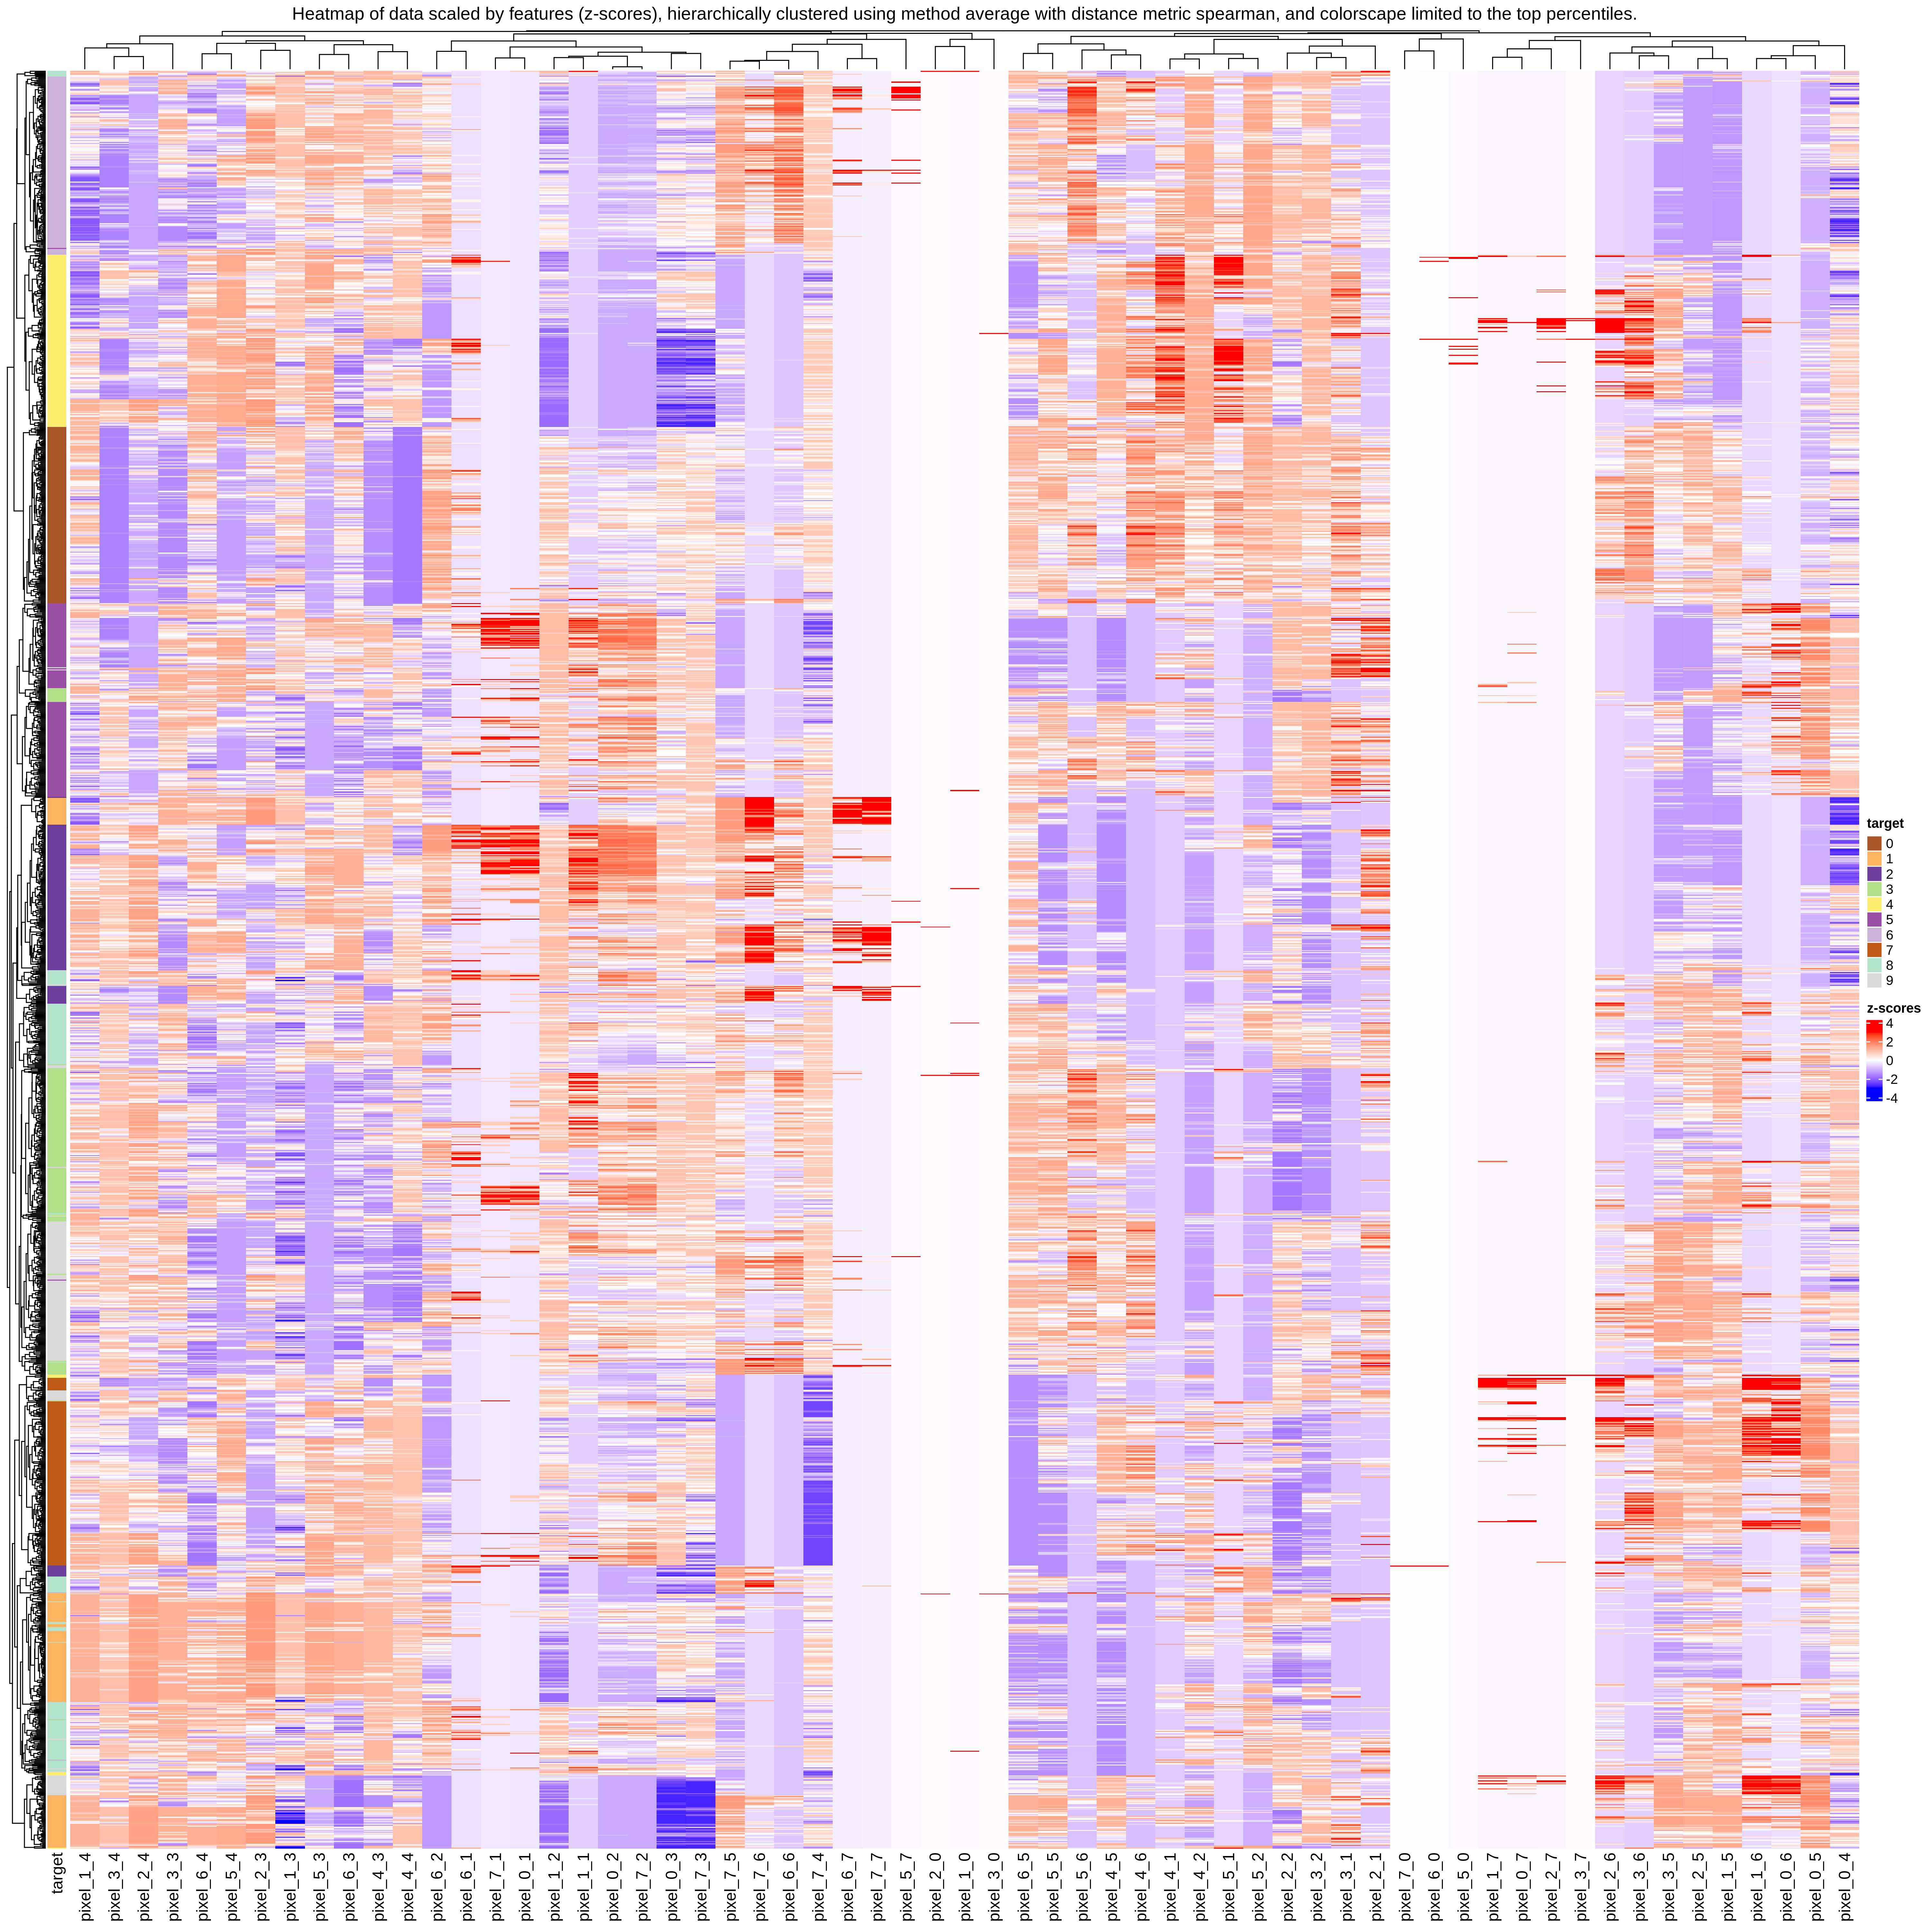 Heatmap of data scaled by features (z-scores), hierarchically clustered using method average with distance metric spearman, and colorscape limited to the top percentiles.
target
0
1
2
3
4
5
6
7
8
9
z-scores
4
2
0
-2
-4
target
pixel_1_4
pixel_3_4
pixel_2_4
pixel_3_3
pixel_6_4
pixel_5_4
pixel_2_3
pixel_1_3
pixel_5_3
pixel_6_3
pixel_4_3
pixel_4_4
pixel_6_2
pixel_6_1
pixel_7_1
pixel_0_1
pixel_1_2
pixel_1_1
pixel_0_2
pixel_7_2
pixel_0_3
pixel_7_3
pixel_7_5
pixel_7_6
pixel_6_6
pixel_7_4
pixel_6_7
pixel_7_7
pixel_5_7
pixel_2_0
pixel_1_0
pixel_3_0
pixel_6_5
pixel_5_5
pixel_5_6
pixel_4_5
pixel_4_6
pixel_4_1
pixel_4_2
pixel_5_1
pixel_5_2
pixel_2_2
pixel_3_2
pixel_3_1
pixel_2_1
pixel_7_0
pixel_6_0
pixel_5_0
pixel_1_7
pixel_0_7
pixel_2_7
pixel_3_7
pixel_2_6
pixel_3_6
pixel_3_5
pixel_2_5
pixel_1_5
pixel_1_6
pixel_0_6
pixel_0_5
pixel_0_4